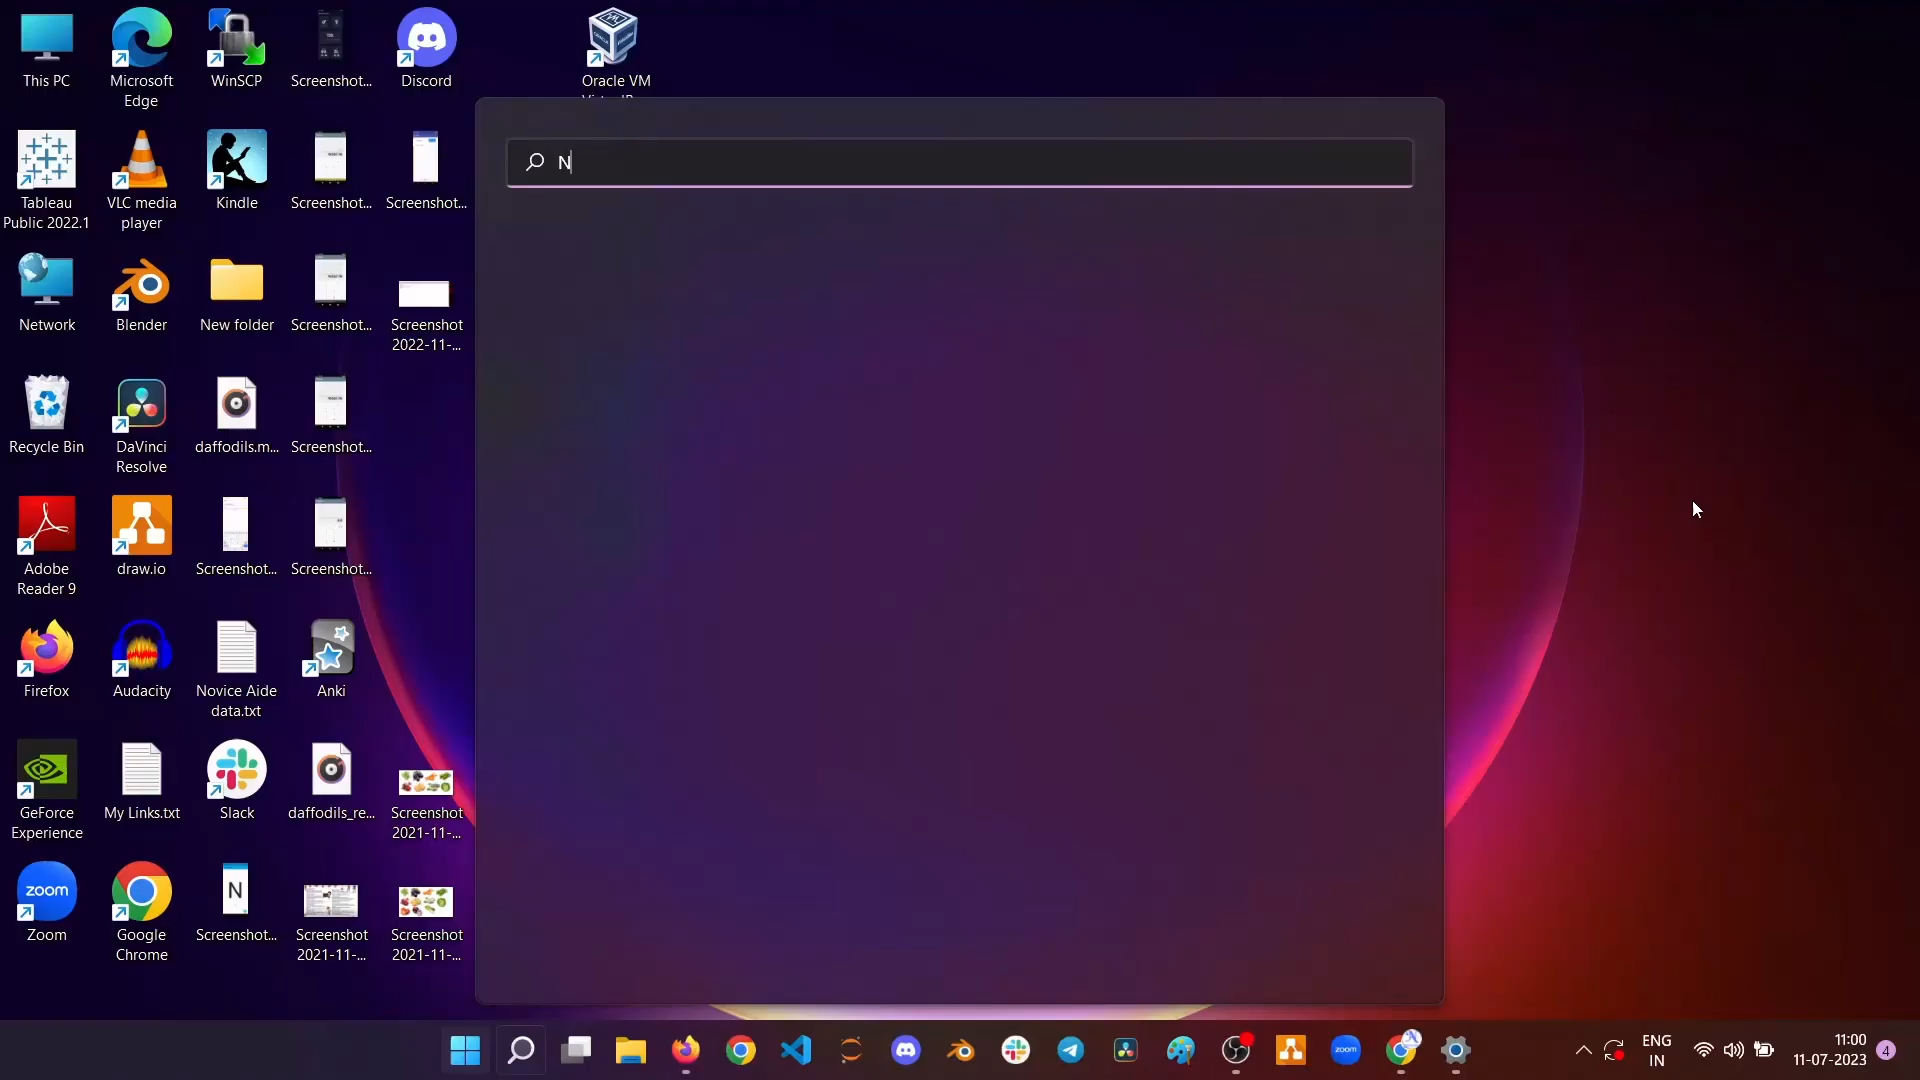 This PC
Microsoft
Edge
WinSCP
Screenshot...
Discord
Oracle VM
N
Tableau
Public 2022.1
VLC media
player
Kindle
Screenshot...
Screenshot...
Network
Blender
New folder
Screenshot...
Screenshot
2022-11-...
Recycle Bin
DaVinci
Resolve
daffodils.m...
Screenshot...
Adobe
Reader 9
draw.io
Screenshot...
Screenshot...
Firefox
Audacity
Novice Aide
data.txt
Anki
GeForce
Experience
My Links.txt
Slack
daffodils_re...
Screenshot
2021-11-...
zoom
Zoom
Google
Chrome
N
Screenshot...
Screenshot
2021-11-...
Screenshot
2021-11-...
zoom
ENG
IN
11:00
11-07-2023
4